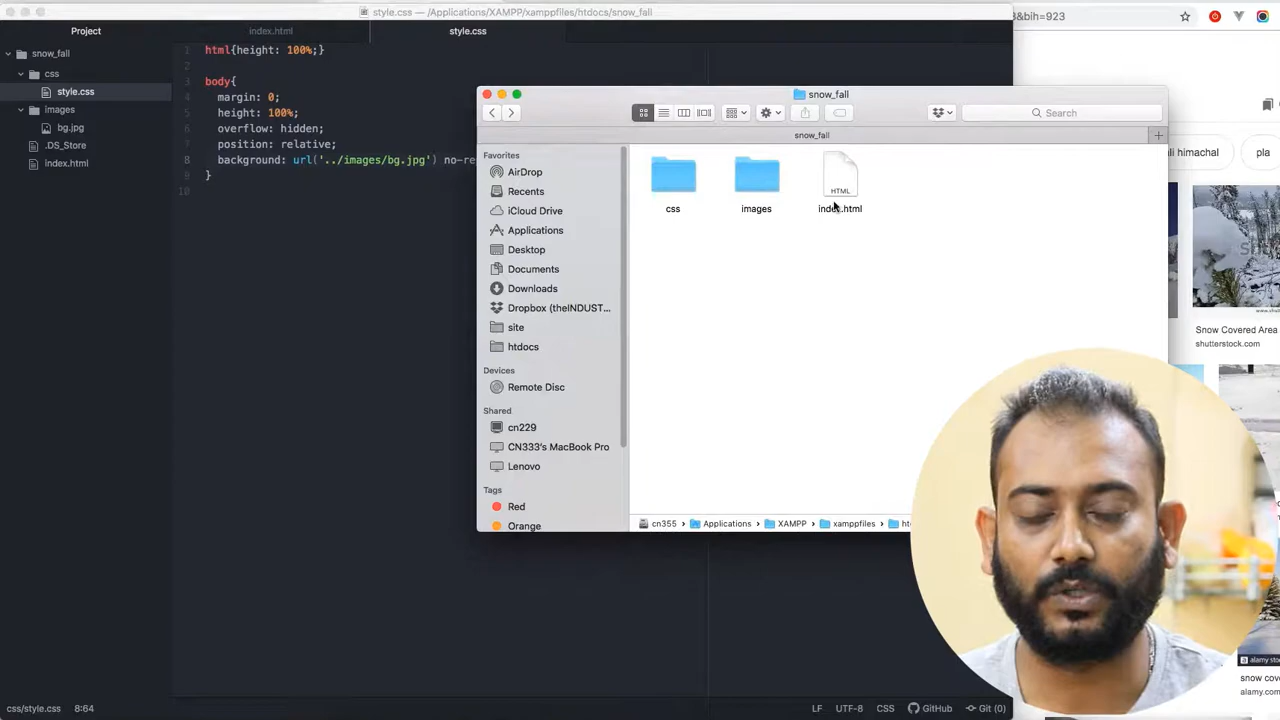 style.css — /Applications/XAMPP/xamppfiles/htdocs/snow_fall
&bih=923
Project
index.html
style.css
snow_fall
css
style.css
images
bg.jpg
.DS_Store
index.html
1 html{height: 100%;}
2
3 body{
4 margin: 0;
5 height: 100%;
6 overflow: hidden;
7 position: relative;
8 background: url('../images/bg.jpg') no-re
9 }
10
snow_fall
Search
snow_fall
Favorites
AirDrop
Recents
iCloud Drive
Applications
Desktop
Documents
Downloads
Dropbox (theINDUST...
site
htdocs
Devices
Remote Disc
Shared
cn229
CN333's MacBook Pro
Lenovo
Tags
Red
Orange
css
images
HTML
index.html
cn355 › Applications › XAMPP › xamppfiles ›
li himachal
pla
Snow Covered Area
shutterstock.com
alamy sto
snow cov
alamy.com
css/style.css 8:64
LF UTF-8 CSS GitHub Git (0)